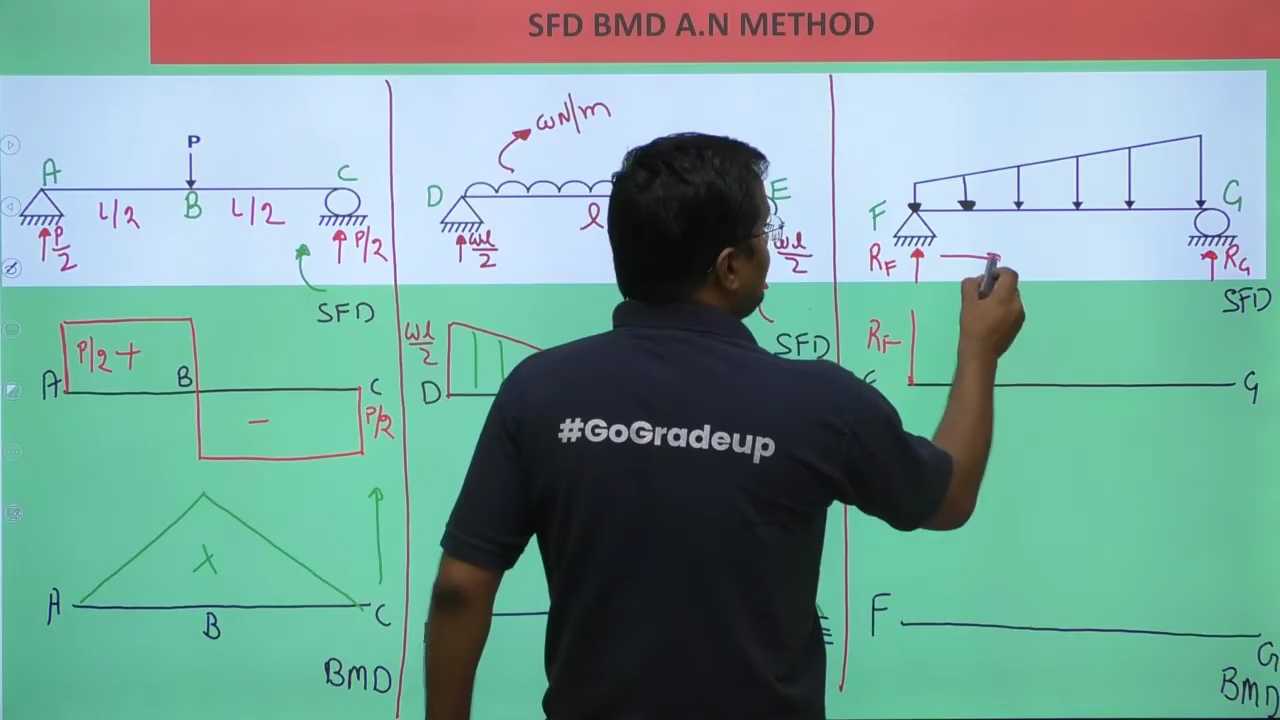 SFD BMD A.N METHOD
P
A
B
C
L/2
L/2
P/2
P/2
SFD
P/2 +
A
B
C
-
P/2
X
A
B
C
BMD
ωN/m
D
E
l
ωl/2
ωl/2
SFD
ωl/2
D
#GoGradeup
F
G
RF
RG
SFD
RF
G
F
G
BMD